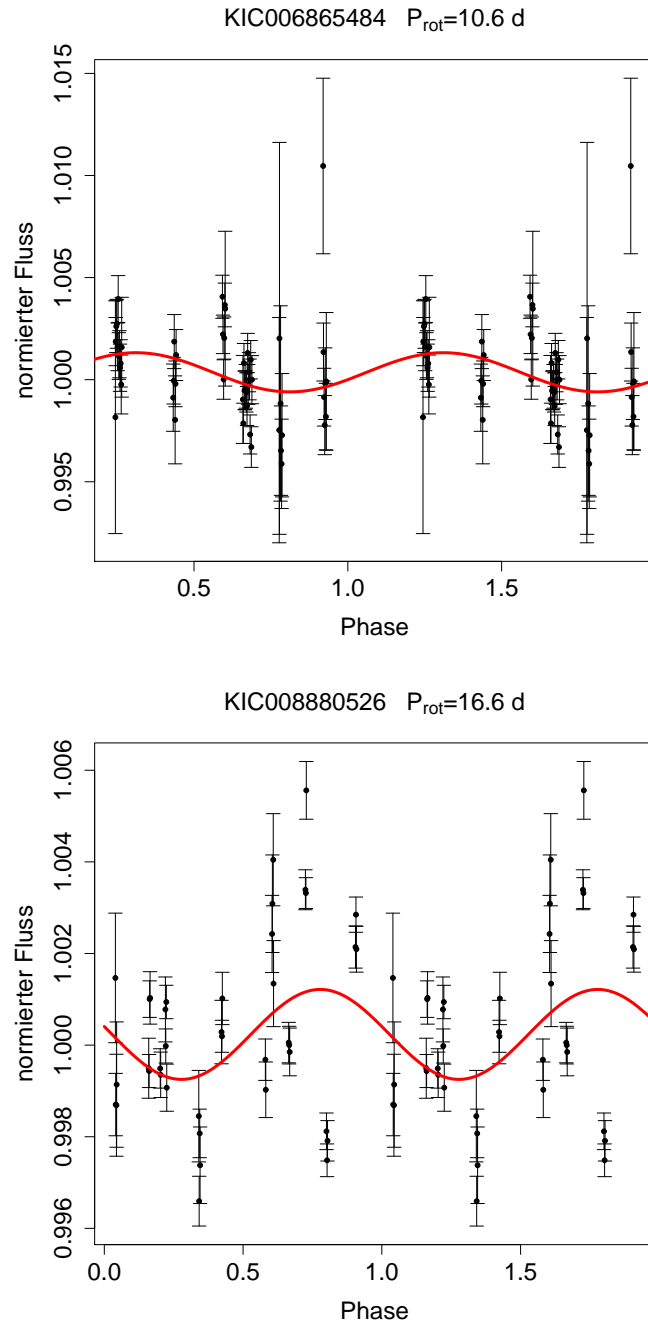 KIC006865484 P_rot=10.6 d
1.015
1.010
1.005
1.000
0.995
normierter Fluss
0.5 1.0 1.5
Phase
KIC008880526 P_rot=16.6 d
1.006
1.004
1.002
1.000
0.998
0.996
normierter Fluss
0.0 0.5 1.0 1.5
Phase